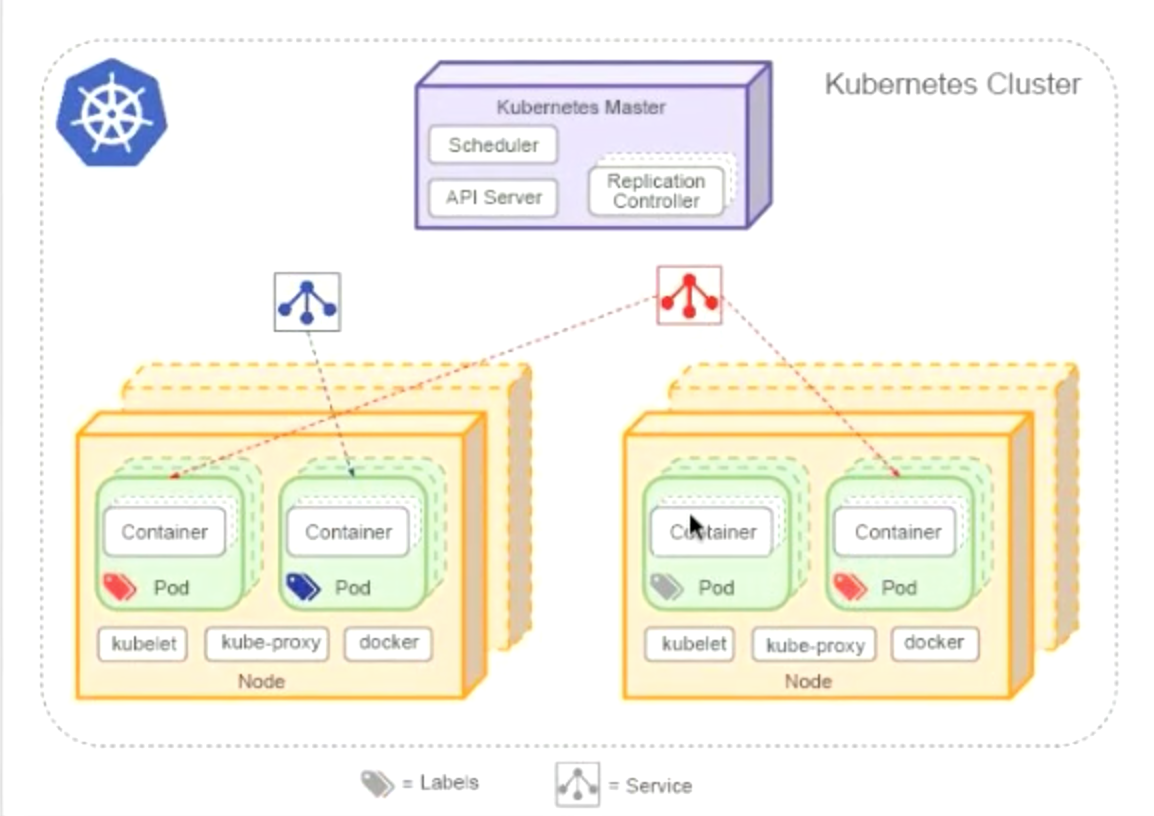 Kubernetes Cluster
Kubernetes Master
Scheduler
API Server
Replication
Controller
Container
Pod
Container
Pod
kubelet
kube-proxy
docker
Node
Container
Pod
Container
Pod
kubelet
kube-proxy
docker
Node
= Labels
= Service